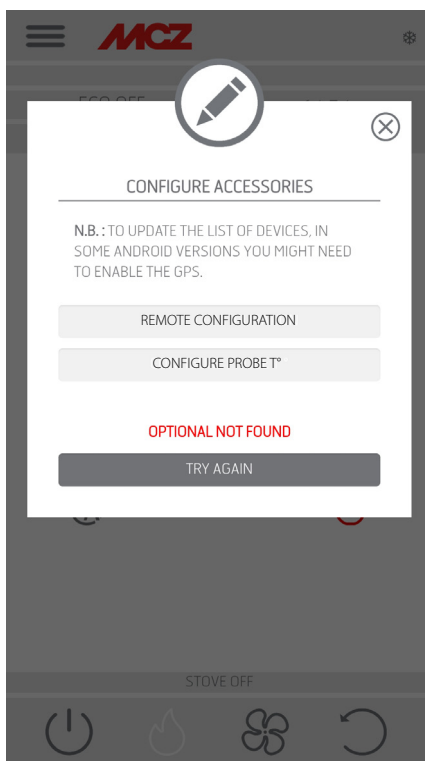 MCZ
CONFIGURE ACCESSORIES
N.B. : TO UPDATE THE LIST OF DEVICES, IN
SOME ANDROID VERSIONS YOU MIGHT NEED
TO ENABLE THE GPS.
REMOTE CONFIGURATION
CONFIGURE PROBE T°
OPTIONAL NOT FOUND
TRY AGAIN
STOVE OFF